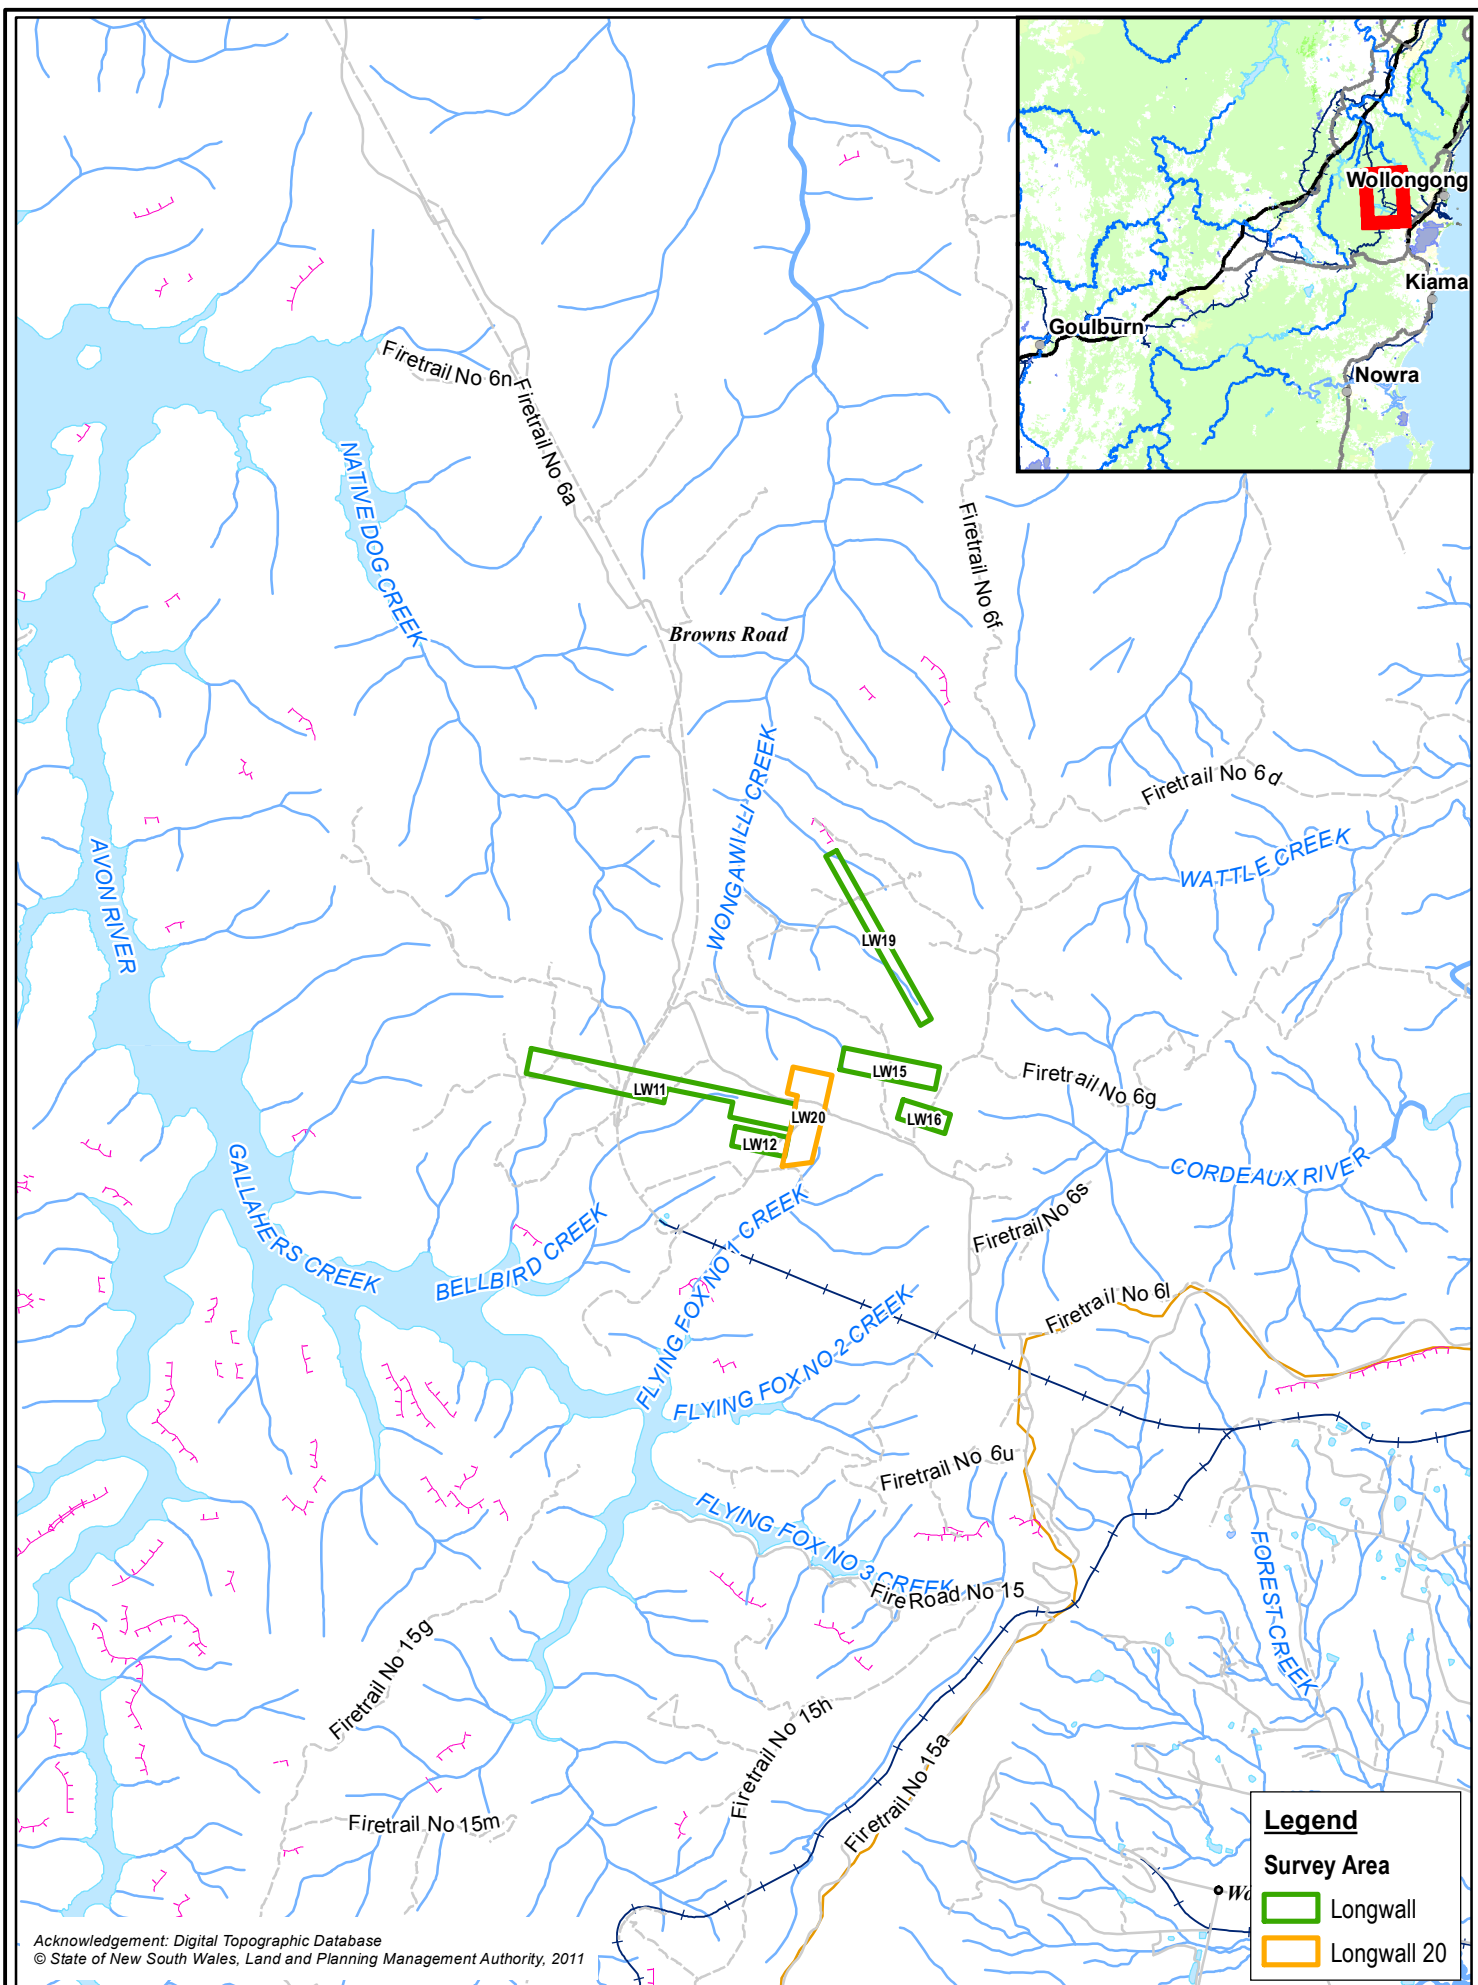 Wollongong
Kiama
Goulburn
Nowra
Firetrail No 6n
Firetrail No 6a
NATIVE DOG CREEK
Firetrail No 6f
Browns Road
WONGAWILLI CREEK
Firetrail No 6d
WATTLE CREEK
AVON RIVER
LW19
LW15
Firetrail No 6g
LW11
LW20
LW16
LW12
CORDEAUX RIVER
GALLAHERS CREEK
BELLBIRD CREEK
FLYING FOX NO 1 CREEK
Firetrail No 6s
Firetrail No 6l
FLYING FOX NO 2 CREEK
Firetrail No 6u
FLYING FOX NO 3 CREEK
Fire Road No 15
FOREST CREEK
Firetrail No 15g
Firetrail No 15h
Firetrail No 15a
Firetrail No 15m
Legend
Survey Area
Longwall
Longwall 20
Acknowledgement: Digital Topographic Database
© State of New South Wales, Land and Planning Management Authority, 2011